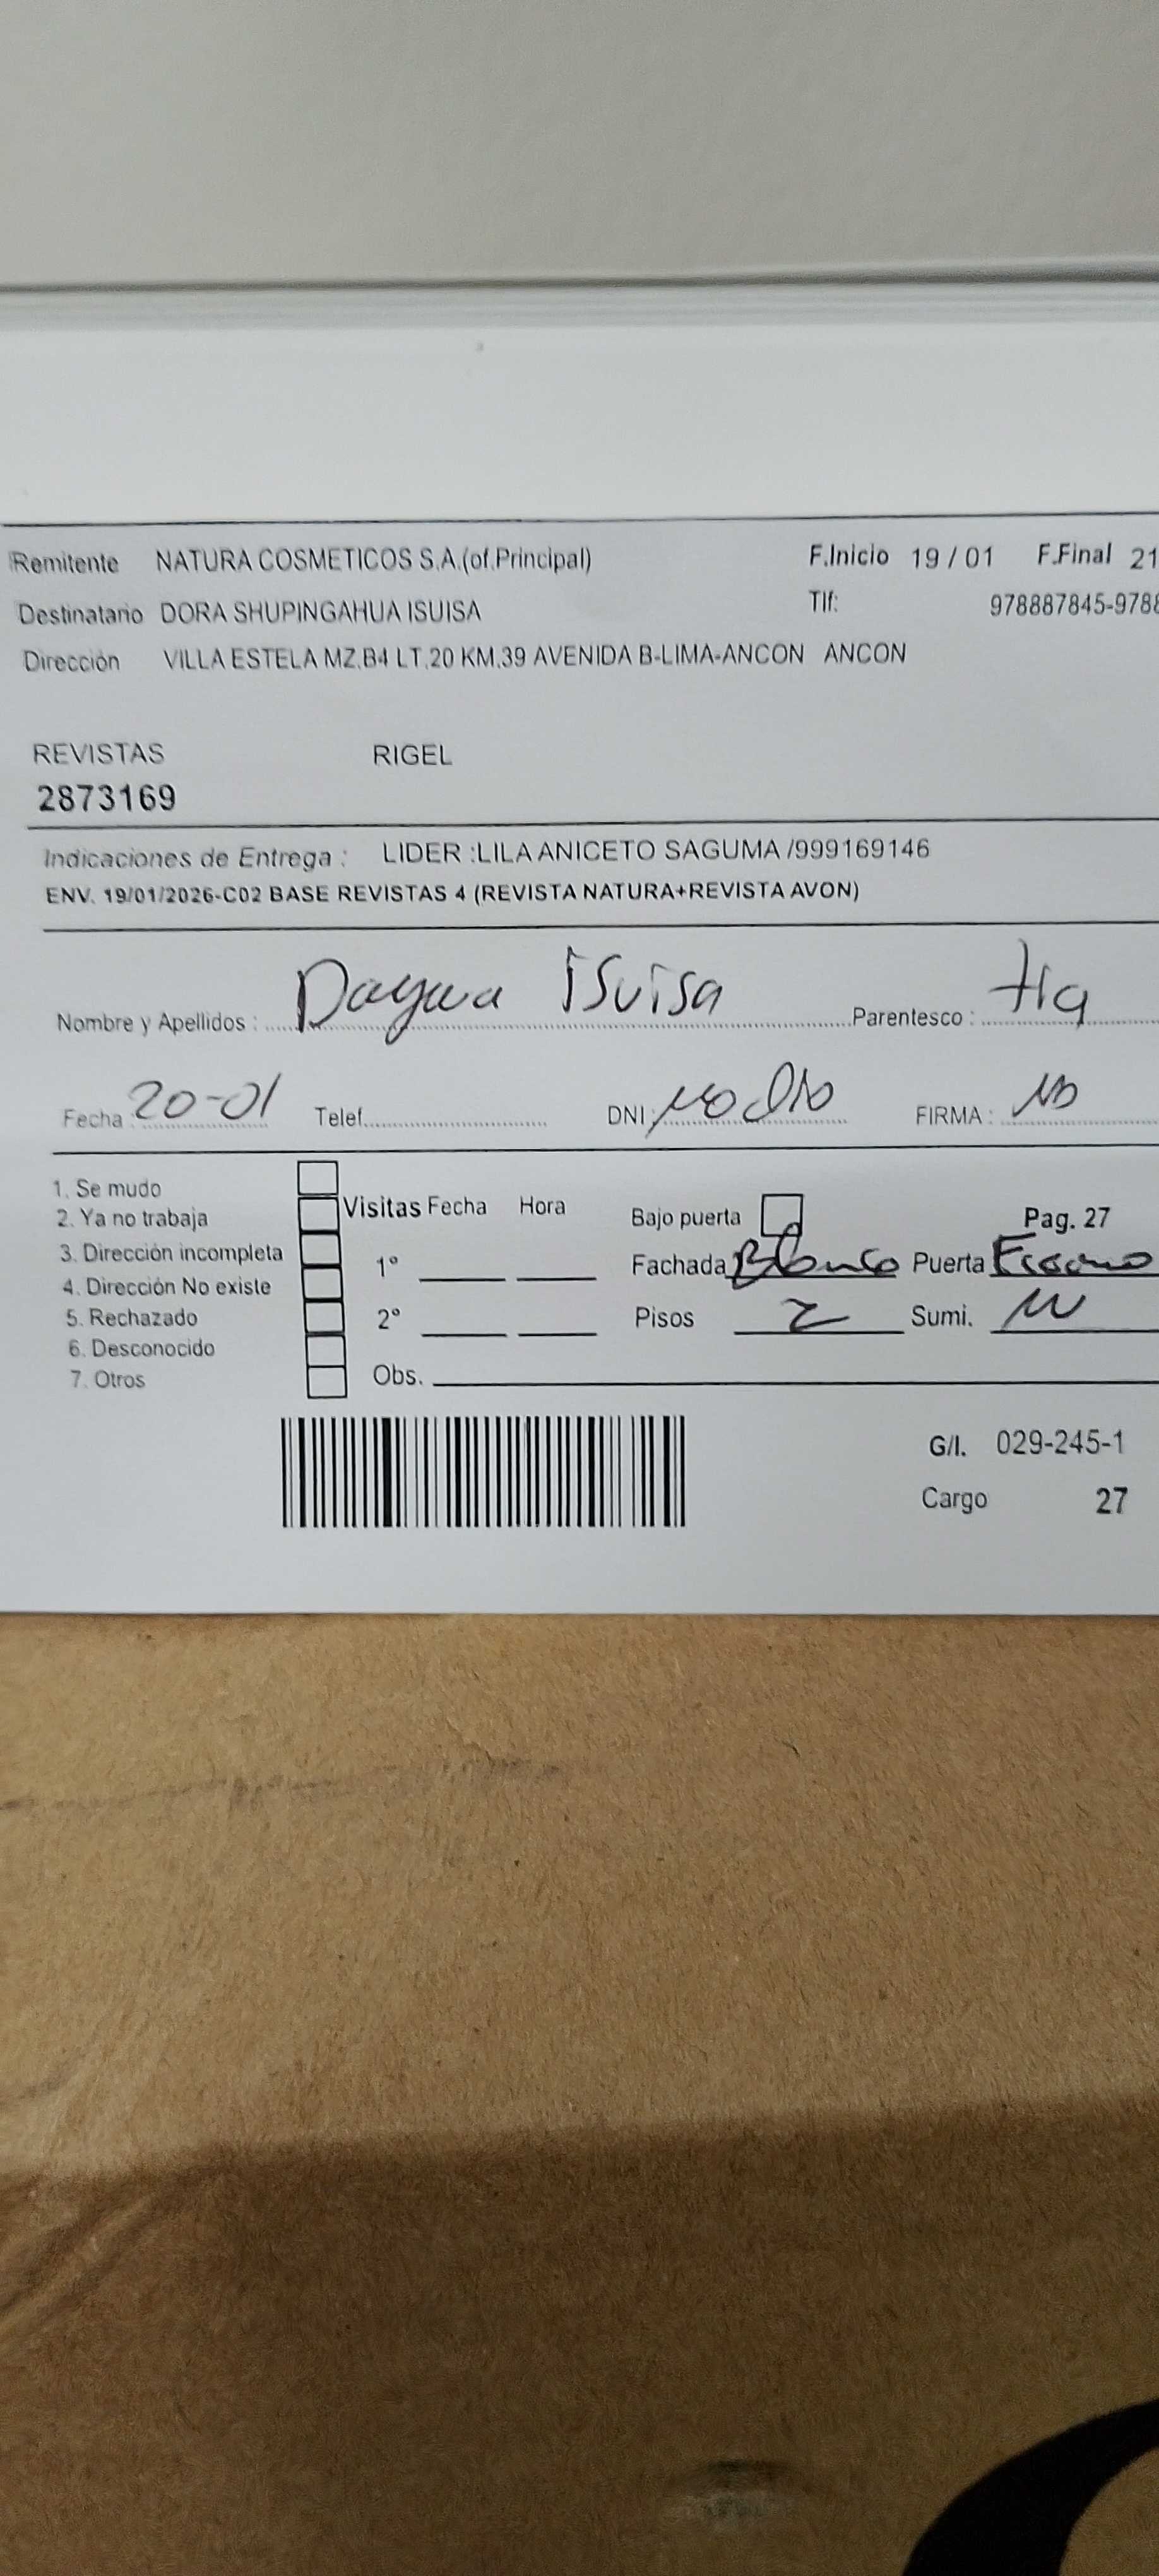 Remitente NATURA COSMETICOS S.A.(of.Principal) F.Inicio 19 / 01 F.Final 21
Destinatario DORA SHUPINGAHUA ISUISA Tlf: 978887845-9788
Dirección VILLA ESTELA MZ.B4 LT.20 KM.39 AVENIDA B-LIMA-ANCON ANCON
REVISTAS RIGEL
2873169
Indicaciones de Entrega : LIDER :LILA ANICETO SAGUMA /999169146
ENV. 19/01/2026-C02 BASE REVISTAS 4 (REVISTA NATURA+REVISTA AVON)
Nombre y Apellidos : Isuisa Parentesco :
Fecha : 20-01 Telef. DNI : No dio FIRMA :
1. Se mudo
2. Ya no trabaja
3. Dirección incompleta
4. Dirección No existe
5. Rechazado
6. Desconocido
7. Otros
Visitas Fecha Hora
1°
2°
Obs.
Bajo puerta Pag. 27
Fachada Blanco Puerta
Pisos 2 Sumi.
G/I. 029-245-1
Cargo 27